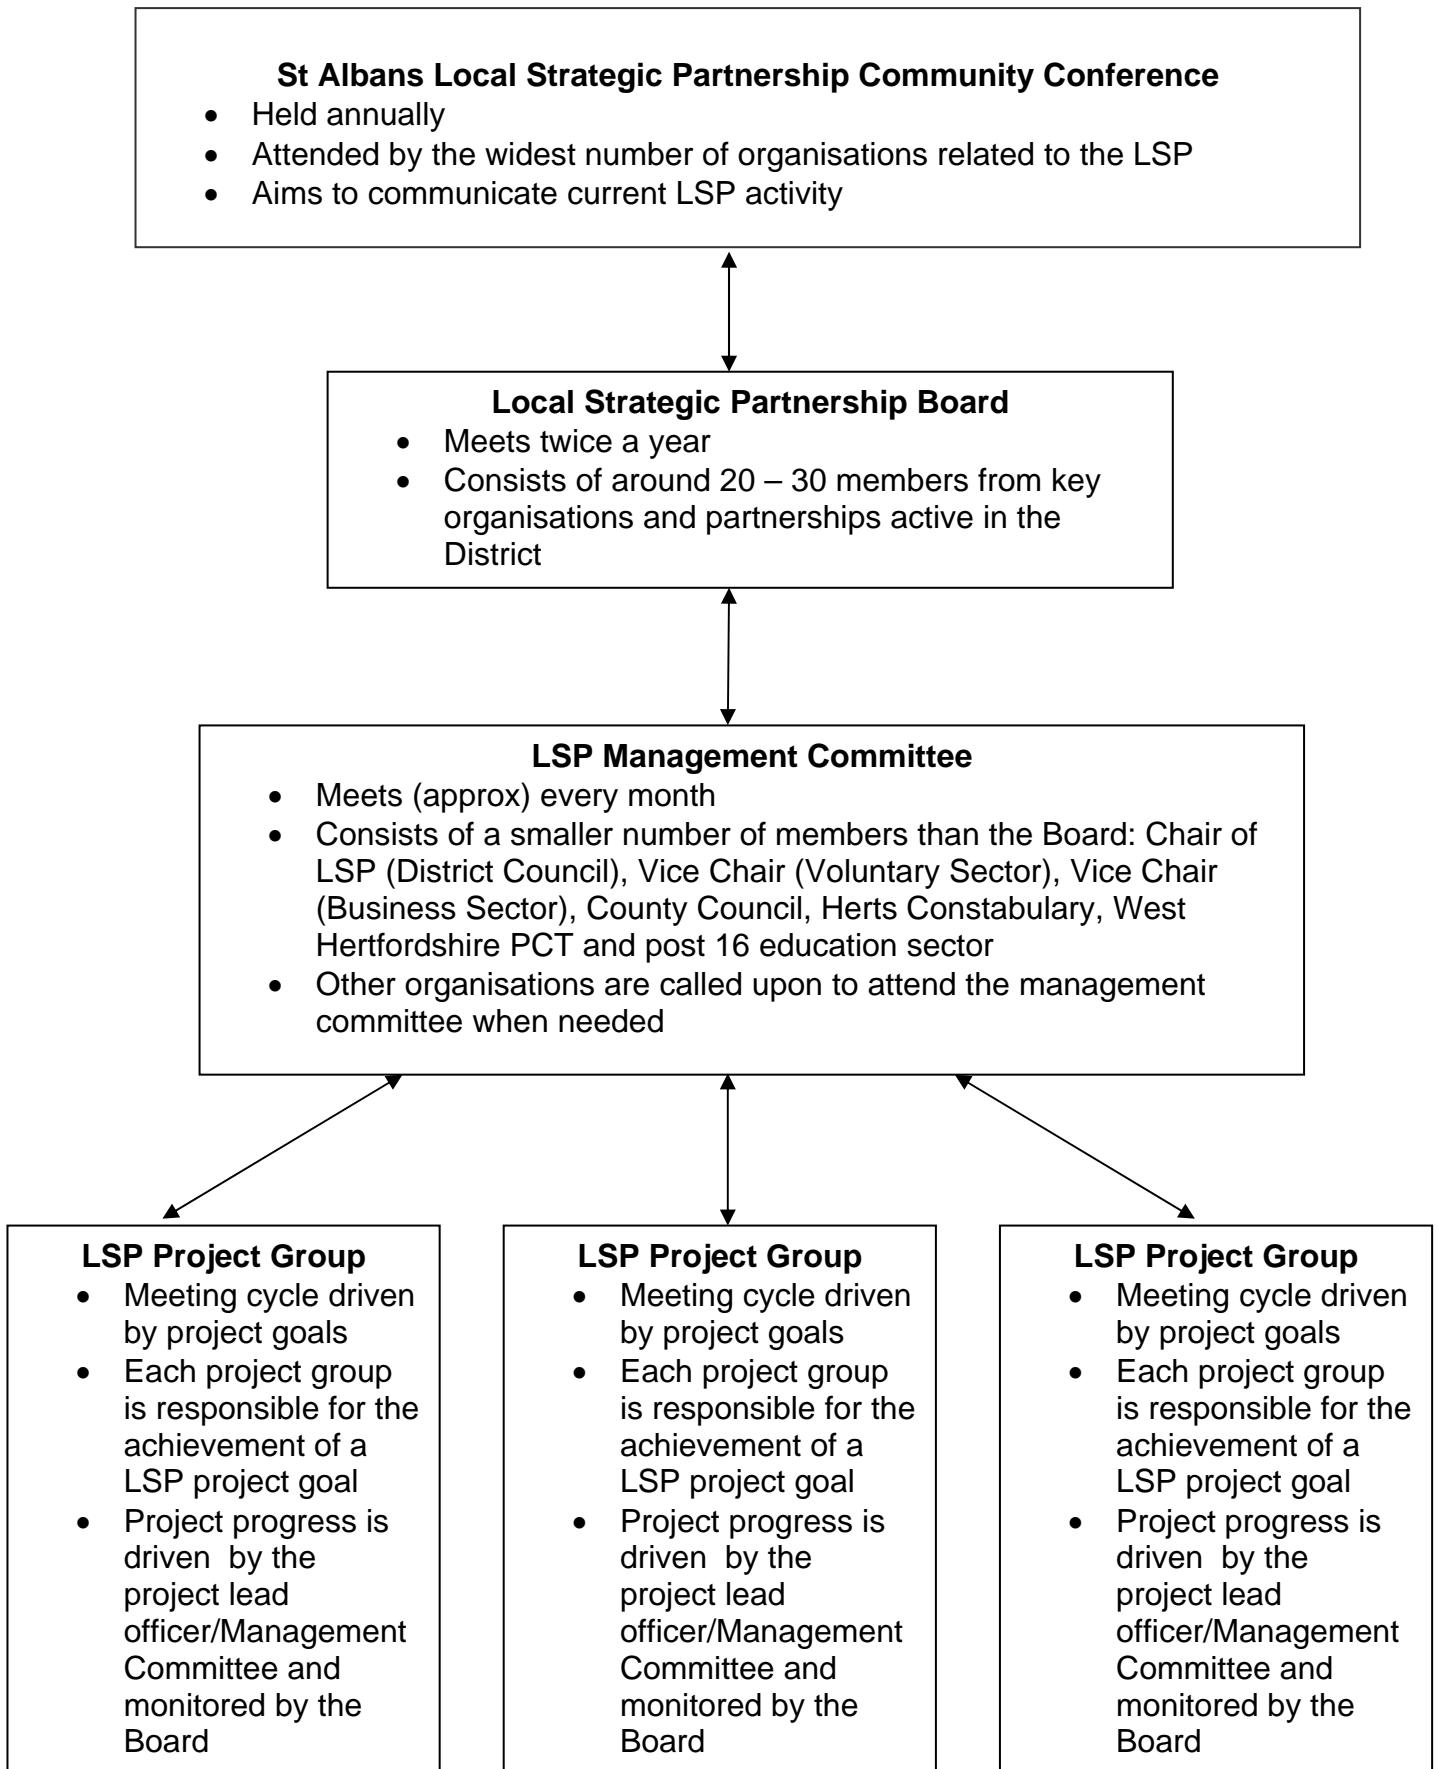 St Albans Local Strategic Partnership Community Conference
• Held annually
• Attended by the widest number of organisations related to the LSP
• Aims to communicate current LSP activity
Local Strategic Partnership Board
• Meets twice a year
• Consists of around 20 – 30 members from key
organisations and partnerships active in the
District
LSP Management Committee
• Meets (approx) every month
• Consists of a smaller number of members than the Board: Chair of
LSP (District Council), Vice Chair (Voluntary Sector), Vice Chair
(Business Sector), County Council, Herts Constabulary, West
Hertfordshire PCT and post 16 education sector
• Other organisations are called upon to attend the management
committee when needed
LSP Project Group
• Meeting cycle driven
by project goals
• Each project group
is responsible for the
achievement of a
LSP project goal
• Project progress is
driven  by the
project lead
officer/Management
Committee and
monitored by the
Board
LSP Project Group
• Meeting cycle driven
by project goals
• Each project group
is responsible for the
achievement of a
LSP project goal
• Project progress is
driven  by the
project lead
officer/Management
Committee and
monitored by the
Board
LSP Project Group
• Meeting cycle driven
by project goals
• Each project group
is responsible for the
achievement of a
LSP project goal
• Project progress is
driven  by the
project lead
officer/Management
Committee and
monitored by the
Board